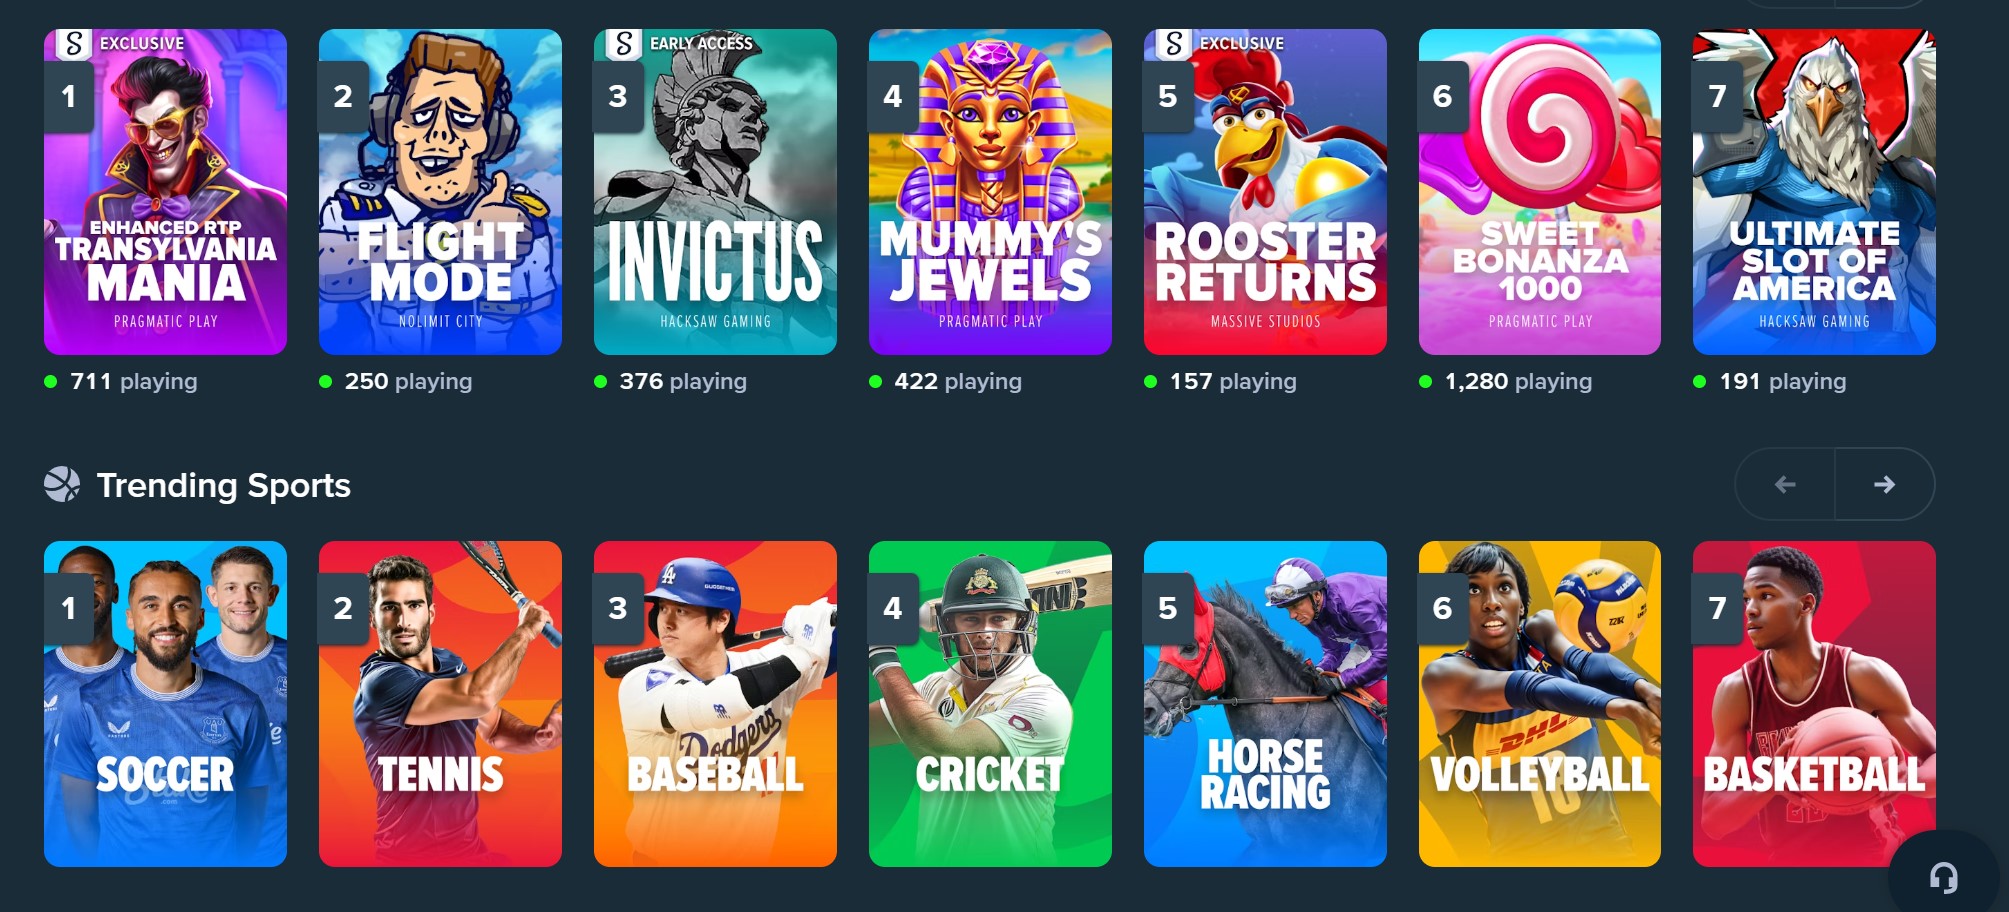 EXCLUSIVE
1
ENHANCED RTP
TRANSYLVANIA
MANIA
PRAGMATIC PLAY
711 playing
2
FLIGHT
MODE
NOLIMIT CITY
250 playing
EARLY ACCESS
3
INVICTUS
HACKSAW GAMING
376 playing
4
MUMMY'S
JEWELS
PRAGMATIC PLAY
422 playing
EXCLUSIVE
5
ROOSTER
RETURNS
MASSIVE STUDIOS
157 playing
6
SWEET
BONANZA
1000
PRAGMATIC PLAY
1,280 playing
7
ULTIMATE
SLOT OF
AMERICA
HACKSAW GAMING
191 playing
Trending Sports
1
SOCCER
2
TENNIS
3
LA
Dodgers
BASEBALL
4
CRICKET
5
HORSE
RACING
6
DHL
VOLLEYBALL
7
BASKETBALL